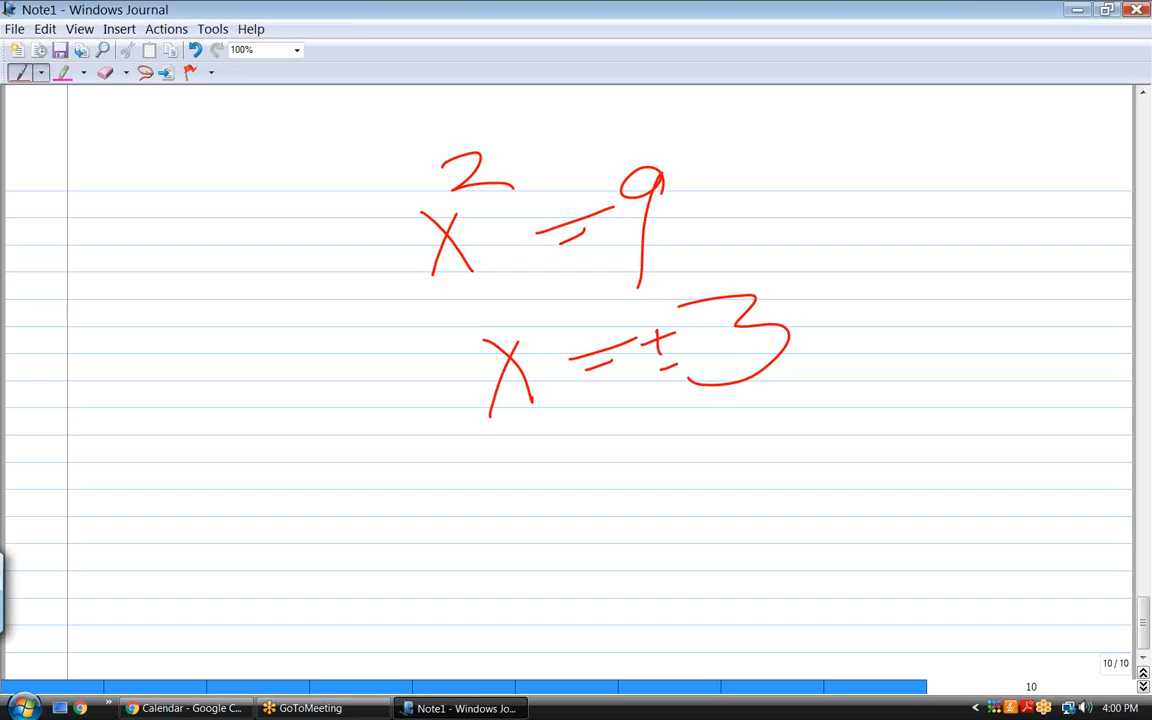 Note1 - Windows Journal
File Edit View Insert Actions Tools Help
100%
x² = 9
x = ±3
10 / 10
10
Calendar - Google C... GoToMeeting Note1 - Windows Jo... 4:00 PM